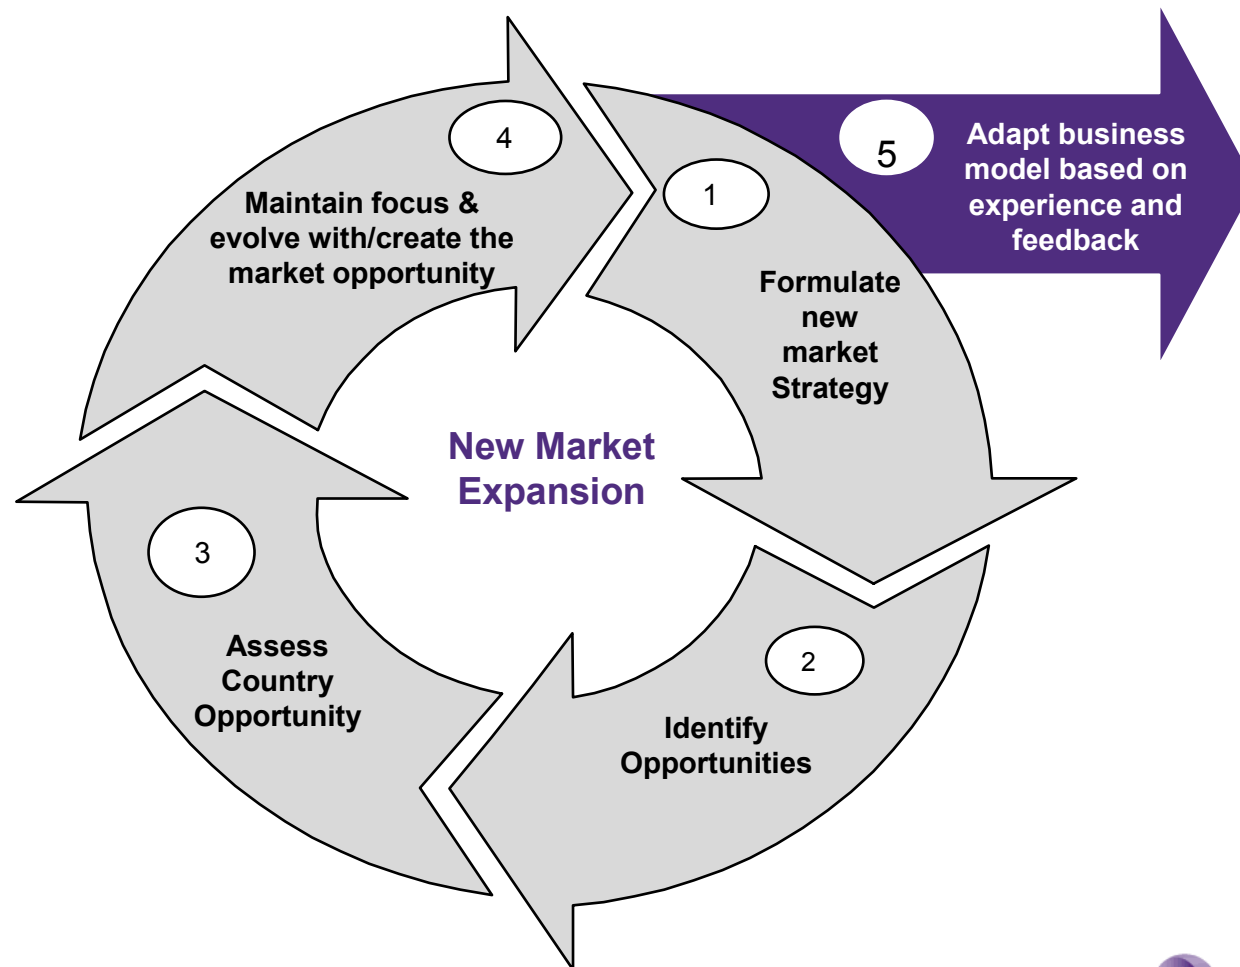 4
Maintain focus &
evolve with/create the
market opportunity
1
Formulate
new
market
Strategy
5
Adapt business
model based on
experience and
feedback
New Market
Expansion
3
Assess
Country
Opportunity
2
Identify
Opportunities